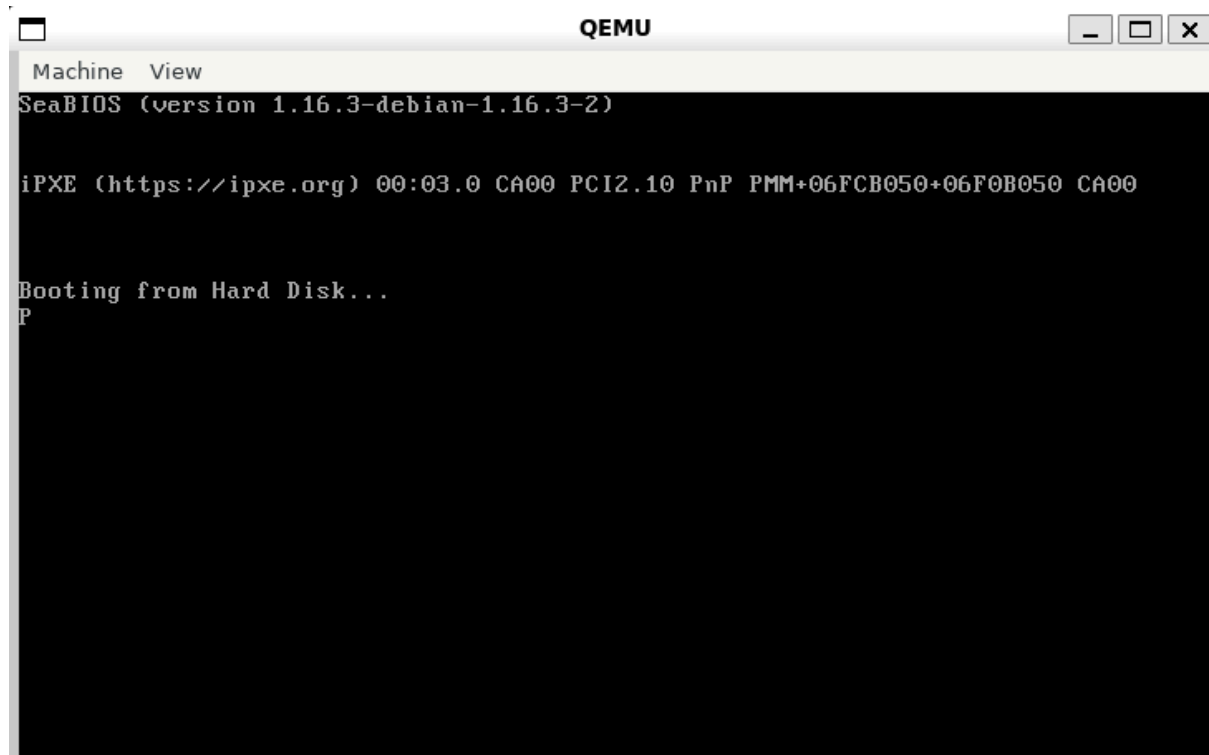 QEMU
Machine View
SeaBIOS (version 1.16.3-debian-1.16.3-2)
iPXE (https://ipxe.org) 00:03.0 CA00 PCI2.10 PnP PMM+06FCB050+06F0B050 CA00
Booting from Hard Disk...
P